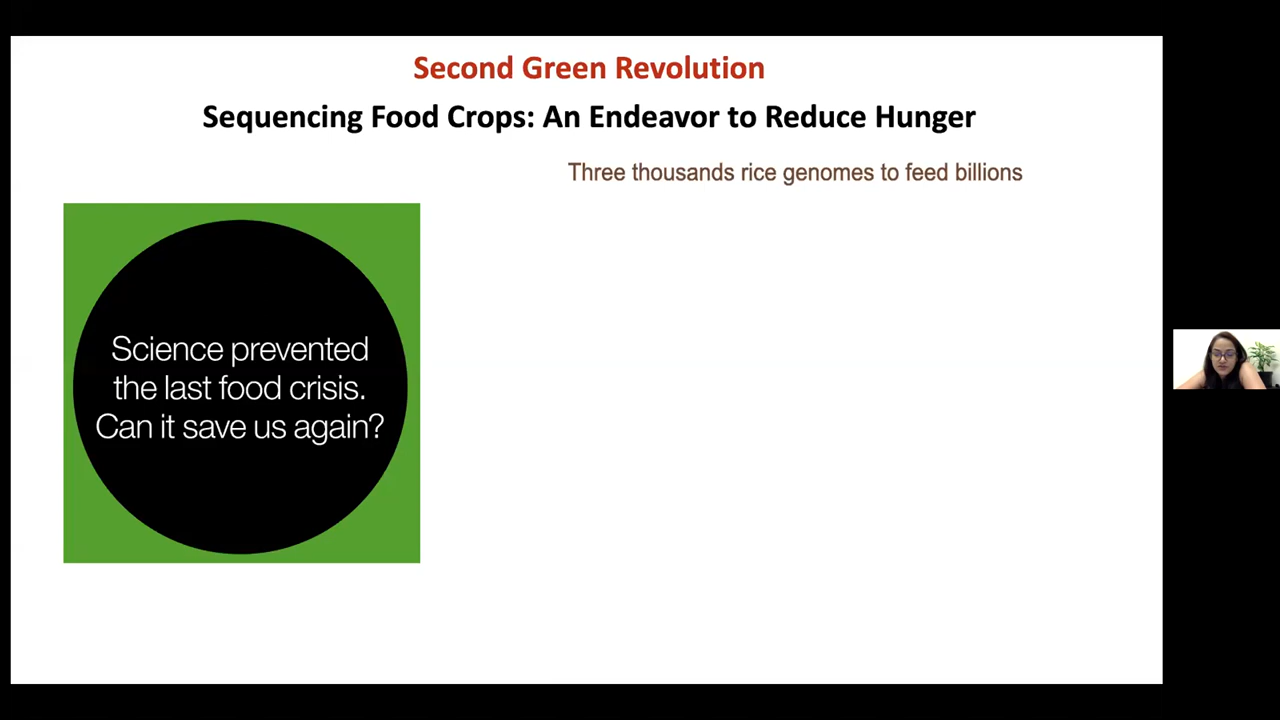 Second Green Revolution
Sequencing Food Crops: An Endeavor to Reduce Hunger
Three thousands rice genomes to feed billions
Science prevented
the last food crisis.
Can it save us again?